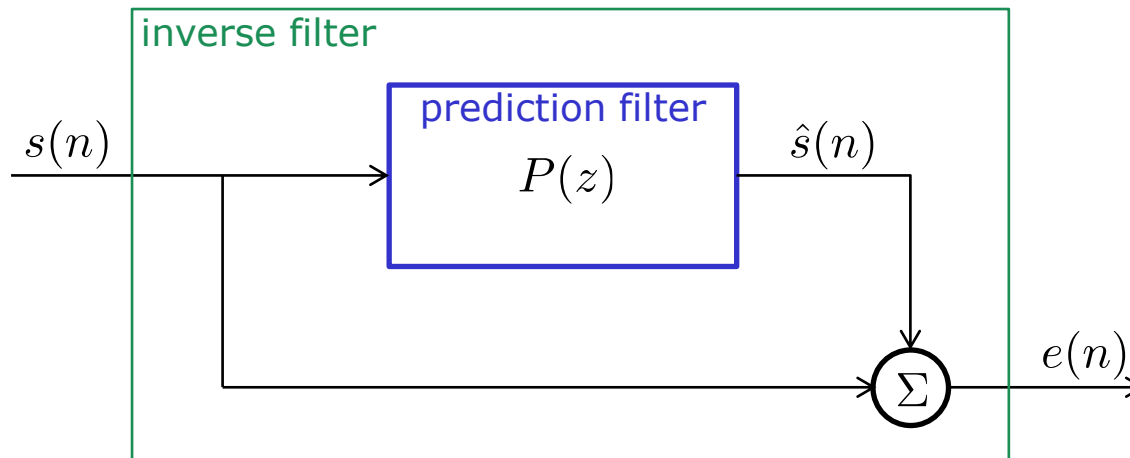 inverse filter
prediction filter
s(n)
P(z)
ŝ(n)
e(n)
Σ